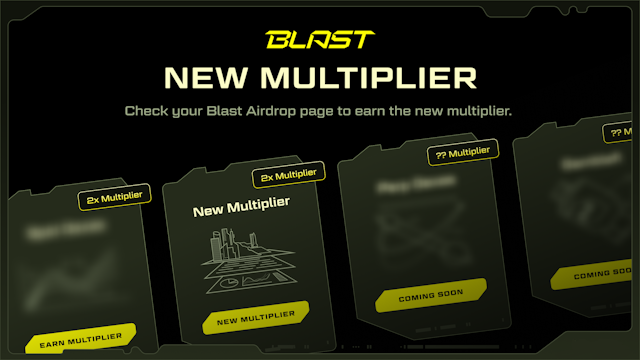 BLAST
NEW MULTIPLIER
Check your Blast Airdrop page to earn the new multiplier.
2x Multiplier
EARN MULTIPLIER
2x Multiplier
New Multiplier
NEW MULTIPLIER
?? Multiplier
COMING SOON
?? M
COMING SOO